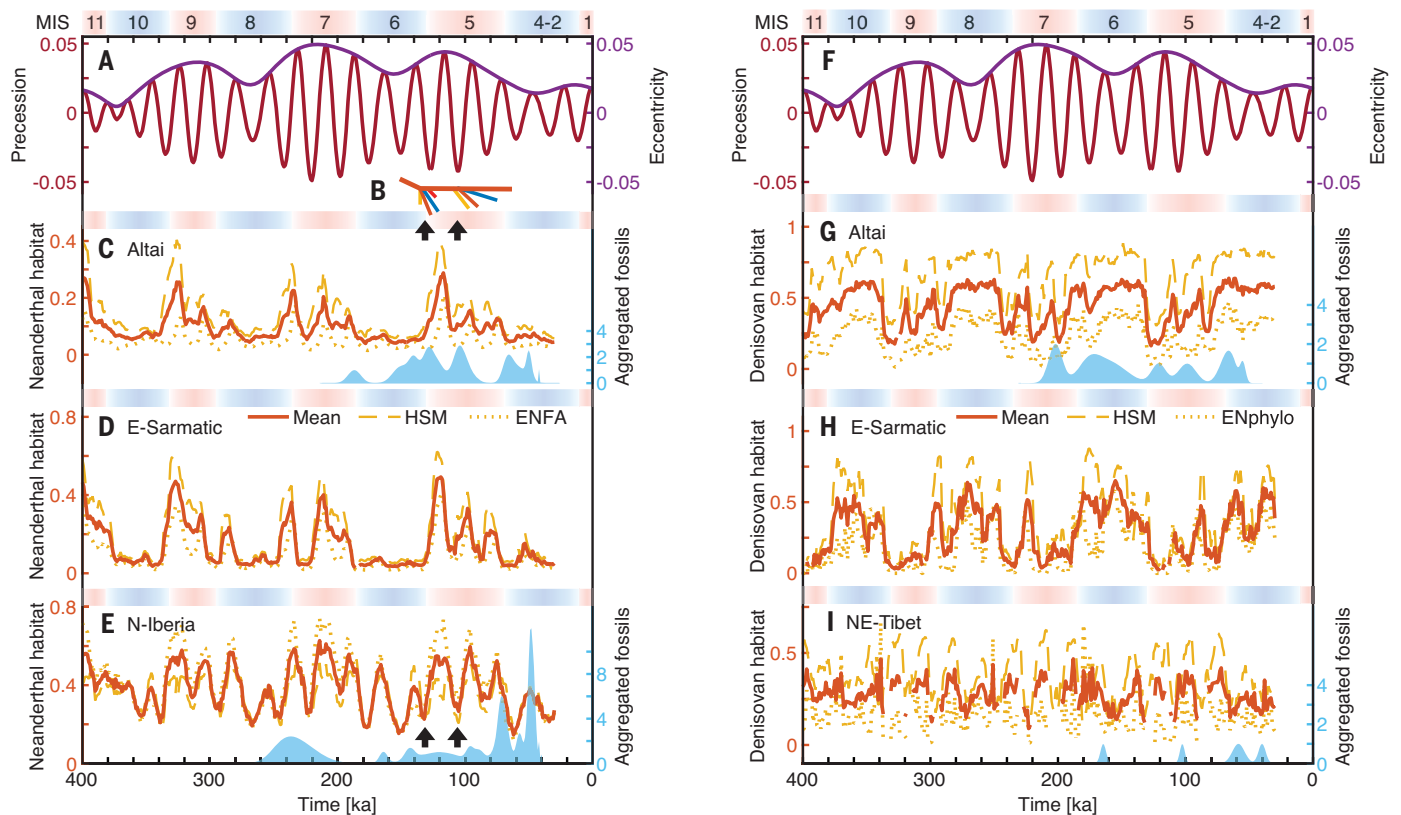 MIS 11 10 9 8 7 6 5 4-2 1
A
0.05
0
-0.05
Precession
0.05
0
-0.05
Eccentricity
B
C Altai
Neanderthal habitat
0.4
0.2
0
Aggregated fossils
4
2
0
D E-Sarmatic
Mean HSM ENFA
Neanderthal habitat
0.8
0.4
0
E N-Iberia
Neanderthal habitat
0.8
0.4
0
Aggregated fossils
8
4
0
400 300 200 100 0
Time [ka]
MIS 11 10 9 8 7 6 5 4-2 1
F
0.05
0
-0.05
Precession
0.05
0
-0.05
Eccentricity
G Altai
Denisovan habitat
1
0.5
0
Aggregated fossils
4
2
0
H E-Sarmatic
Mean HSM ENphylo
Denisovan habitat
1
0.5
0
I NE-Tibet
Denisovan habitat
0.5
0
Aggregated fossils
4
2
0
400 300 200 100 0
Time [ka]